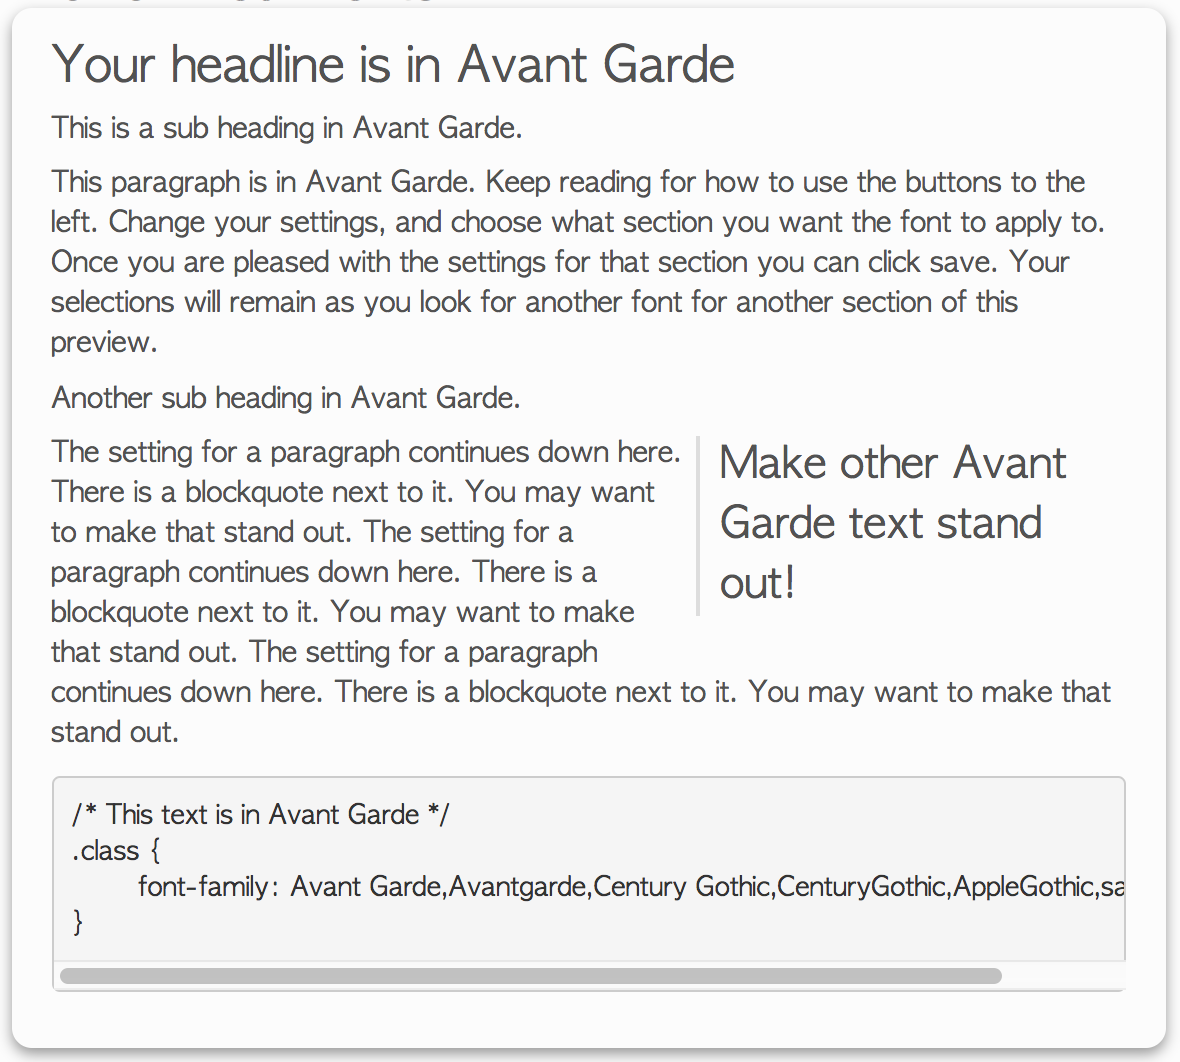 Your headline is in Avant Garde
This is a sub heading in Avant Garde.
This paragraph is in Avant Garde. Keep reading for how to use the buttons to the
left. Change your settings, and choose what section you want the font to apply to.
Once you are pleased with the settings for that section you can click save. Your
selections will remain as you look for another font for another section of this
preview.
Another sub heading in Avant Garde.
The setting for a paragraph continues down here.
There is a blockquote next to it. You may want
to make that stand out. The setting for a
paragraph continues down here. There is a
blockquote next to it. You may want to make
that stand out. The setting for a paragraph
continues down here. There is a blockquote next to it. You may want to make that
stand out.
Make other Avant
Garde text stand
out!
/* This text is in Avant Garde */
.class {
font-family: Avant Garde,Avantgarde,Century Gothic,CenturyGothic,AppleGothic,sa
}